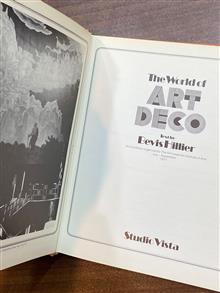 The World of
ART
DECO
Text by
Bevis Hillier
Studio Vista